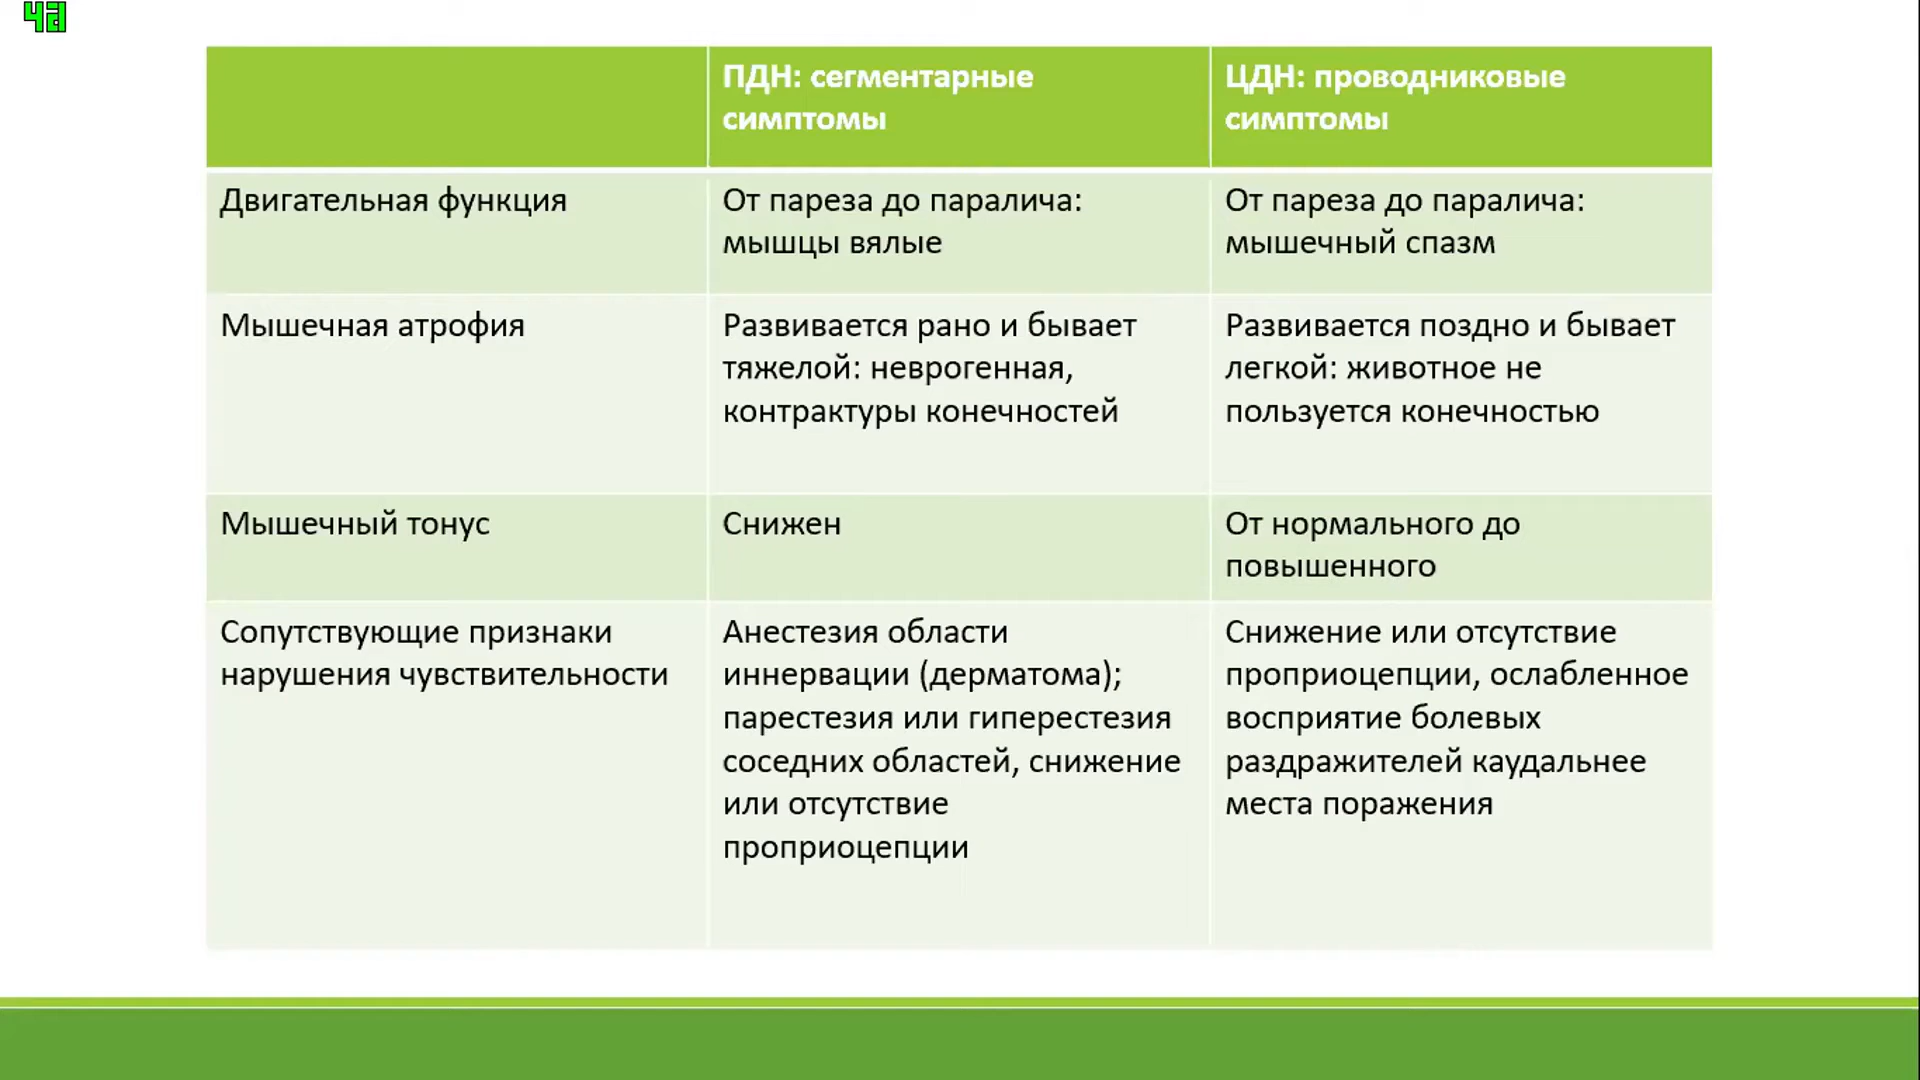 ПДН: сегментарные
симптомы
ЦДН: проводниковые
симптомы
Двигательная функция
От пареза до паралича:
мышцы вялые
От пареза до паралича:
мышечный спазм
Мышечная атрофия
Развивается рано и бывает
тяжелой: неврогенная,
контрактуры конечностей
Развивается поздно и бывает
легкой: животное не
пользуется конечностью
Мышечный тонус
Снижен
От нормального до
повышенного
Сопутствующие признаки
нарушения чувствительности
Анестезия области
иннервации (дерматома);
парестезия или гиперестезия
соседних областей, снижение
или отсутствие
проприоцепции
Снижение или отсутствие
проприоцепции, ослабленное
восприятие болевых
раздражителей каудальнее
места поражения